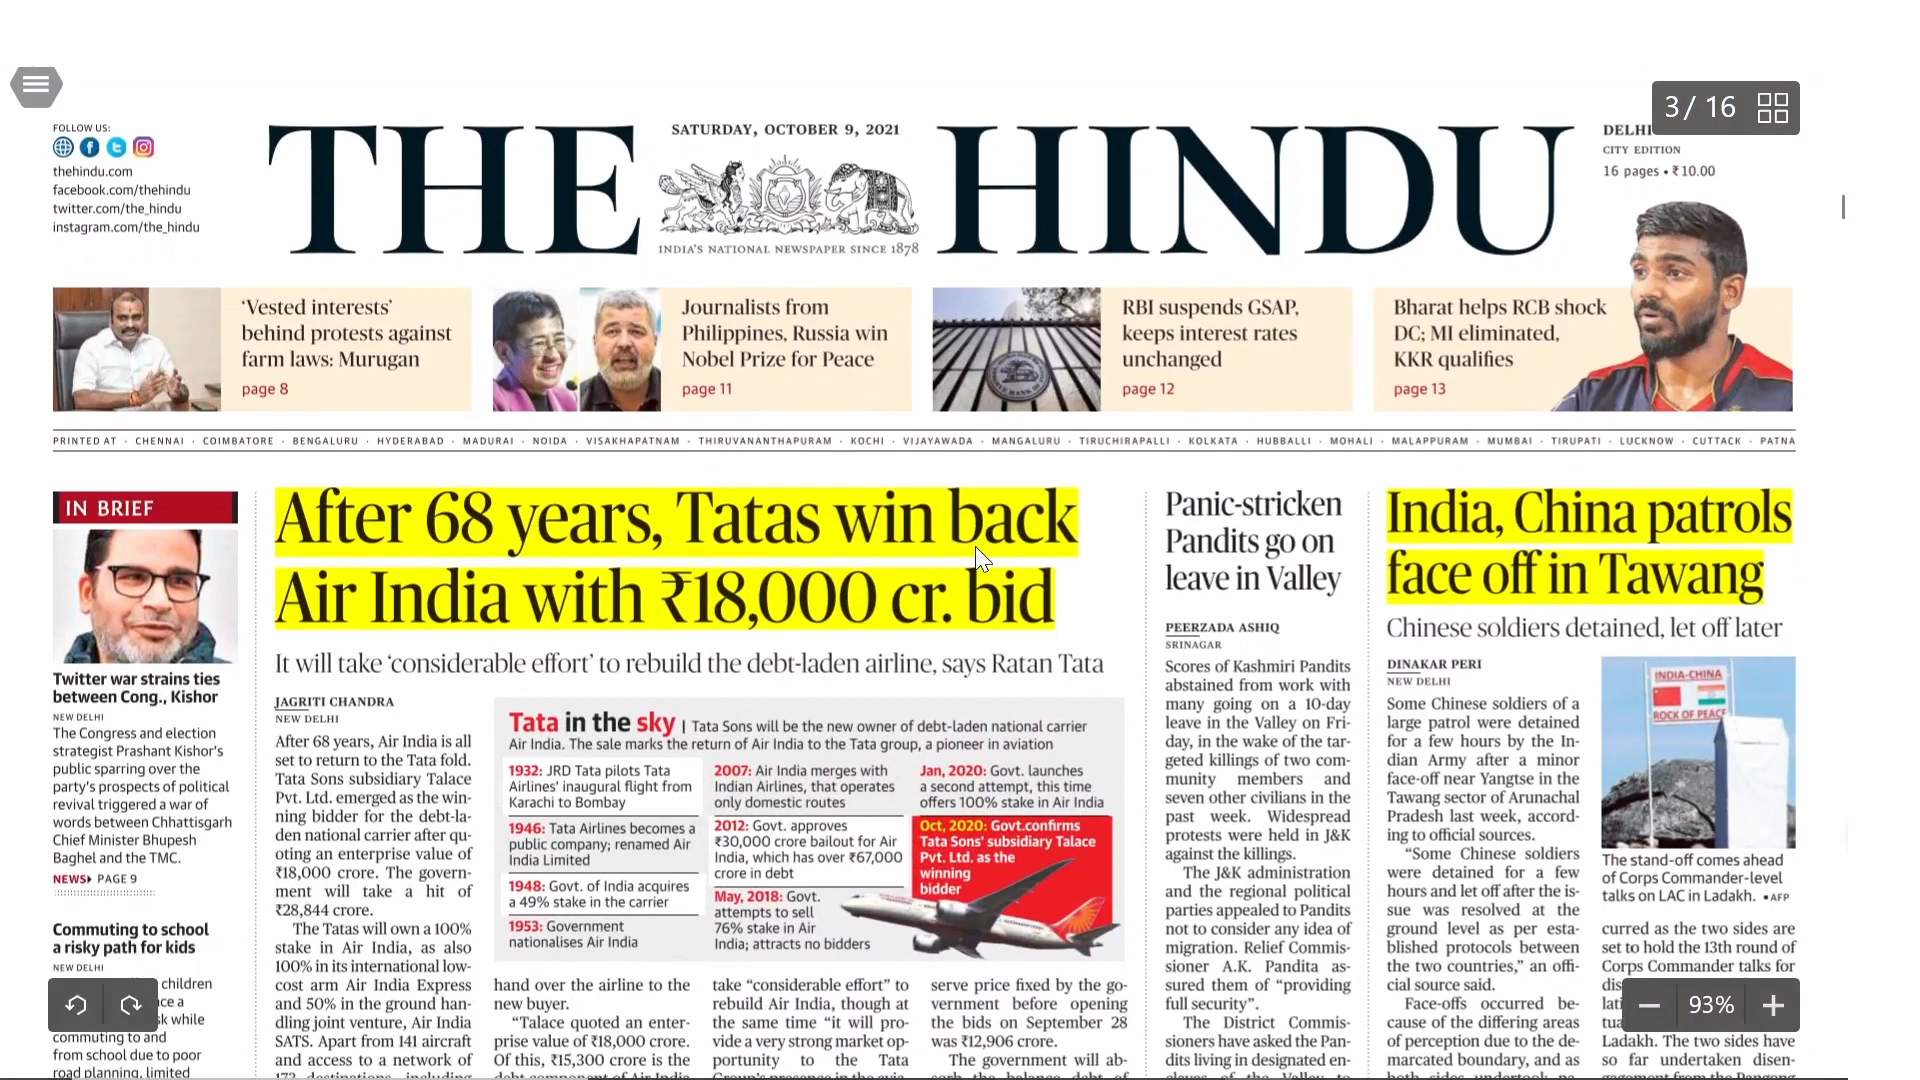 3 / 16
FOLLOW US:
thehindu.com
facebook.com/thehindu
twitter.com/the_hindu
instagram.com/the_hindu
THE HINDU
SATURDAY, OCTOBER 9, 2021
INDIA'S NATIONAL NEWSPAPER SINCE 1878
DELHI
CITY EDITION
16 pages • ₹10.00
‘Vested interests’
behind protests against
farm laws: Murugan
page 8
Journalists from
Philippines, Russia win
Nobel Prize for Peace
page 11
RBI suspends GSAP,
keeps interest rates
unchanged
page 12
Bharat helps RCB shock
DC; MI eliminated,
KKR qualifies
page 13
PRINTED AT · CHENNAI · COIMBATORE · BENGALURU · HYDERABAD · MADURAI · NOIDA · VISAKHAPATNAM · THIRUVANANTHAPURAM · KOCHI · VIJAYAWADA · MANGALURU · TIRUCHIRAPALLI · KOLKATA · HUBBALLI · MOHALI · MALAPPURAM · MUMBAI · TIRUPATI · LUCKNOW · CUTTACK · PATNA
IN BRIEF
Twitter war strains ties
between Cong., Kishor
NEW DELHI
The Congress and election
strategist Prashant Kishor's
public sparring over the
party's prospects of political
revival triggered a war of
words between Chhattisgarh
Chief Minister Bhupesh
Baghel and the TMC.
NEWS▸ PAGE 9
Commuting to school
a risky path for kids
NEW DELHI
children
ce a
sk while
commuting to and
from school due to poor
road planning, limited
After 68 years, Tatas win back
Air India with ₹18,000 cr. bid
It will take ‘considerable effort’ to rebuild the debt-laden airline, says Ratan Tata
JAGRITI CHANDRA
NEW DELHI
After 68 years, Air India is all
set to return to the Tata fold.
Tata Sons subsidiary Talace
Pvt. Ltd. emerged as the win-
ning bidder for the debt-la-
den national carrier after qu-
oting an enterprise value of
₹18,000 crore. The govern-
ment will take a hit of
₹28,844 crore.
The Tatas will own a 100%
stake in Air India, as also
100% in its international low-
cost arm Air India Express
and 50% in the ground han-
dling joint venture, Air India
SATS. Apart from 141 aircraft
and access to a network of
173 destinations, including
Tata in the sky | Tata Sons will be the new owner of debt-laden national carrier
Air India. The sale marks the return of Air India to the Tata group, a pioneer in aviation
1932: JRD Tata pilots Tata
Airlines' inaugural flight from
Karachi to Bombay
1946: Tata Airlines becomes a
public company; renamed Air
India Limited
1948: Govt. of India acquires
a 49% stake in the carrier
1953: Government
nationalises Air India
2007: Air India merges with
Indian Airlines, that operates
only domestic routes
2012: Govt. approves
₹30,000 crore bailout for Air
India, which has over ₹67,000
crore in debt
May, 2018: Govt.
attempts to sell
76% stake in Air
India; attracts no bidders
Jan, 2020: Govt. launches
a second attempt, this time
offers 100% stake in Air India
Oct, 2020: Govt.confirms
Tata Sons' subsidiary Talace
Pvt. Ltd. as the
winning
bidder
hand over the airline to the
new buyer.
“Talace quoted an enter-
prise value of ₹18,000 crore.
Of this, ₹15,300 crore is the
debt component of Air India
take “considerable effort” to
rebuild Air India, though at
the same time “it will pro-
vide a very strong market op-
portunity to the Tata
Group's presence in the avia-
serve price fixed by the go-
vernment before opening
the bids on September 28
was ₹12,906 crore.
The government will ab-
sorb the balance debt of
Panic-stricken
Pandits go on
leave in Valley
PEERZADA ASHIQ
SRINAGAR
Scores of Kashmiri Pandits
abstained from work with
many going on a 10-day
leave in the Valley on Fri-
day, in the wake of the tar-
geted killings of two com-
munity members and
seven other civilians in the
past week. Widespread
protests were held in J&K
against the killings.
The J&K administration
and the regional political
parties appealed to Pandits
not to consider any idea of
migration. Relief Commis-
sioner A.K. Pandita as-
sured them of “providing
full security”.
The District Commis-
sioners have asked the Pan-
dits living in designated en-
claves of the Valley to
India, China patrols
face off in Tawang
Chinese soldiers detained, let off later
DINAKAR PERI
NEW DELHI
Some Chinese soldiers of a
large patrol were detained
for a few hours by the In-
dian Army after a minor
face-off near Yangtse in the
Tawang sector of Arunachal
Pradesh last week, accord-
ing to official sources.
“Some Chinese soldiers
were detained for a few
hours and let off after the is-
sue was resolved at the
ground level as per esta-
blished protocols between
the two countries,” an offi-
cial source said.
Face-offs occurred be-
cause of the differing areas
of perception due to the de-
marcated boundary, and as
both sides undertook pa-
INDIA-CHINA
ROCK OF PEACE
The stand-off comes ahead
of Corps Commander-level
talks on LAC in Ladakh. •AFP
curred as the two sides are
set to hold the 13th round of
Corps Commander talks for
dis
lati
tua
Ladakh. The two sides have
so far undertaken disen-
gagement from the Pangong
93%